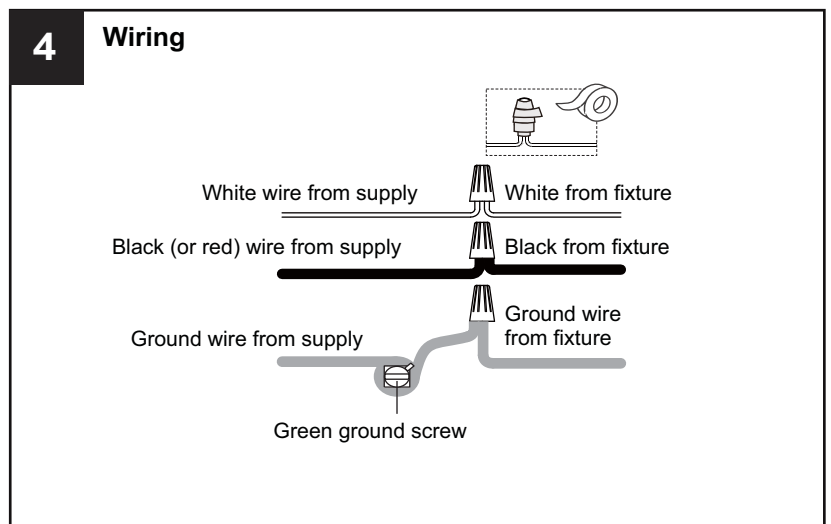 4
Wiring
White wire from supply
White from fixture
Black (or red) wire from supply
Black from fixture
Ground wire from supply
Ground wire
from fixture
Green ground screw